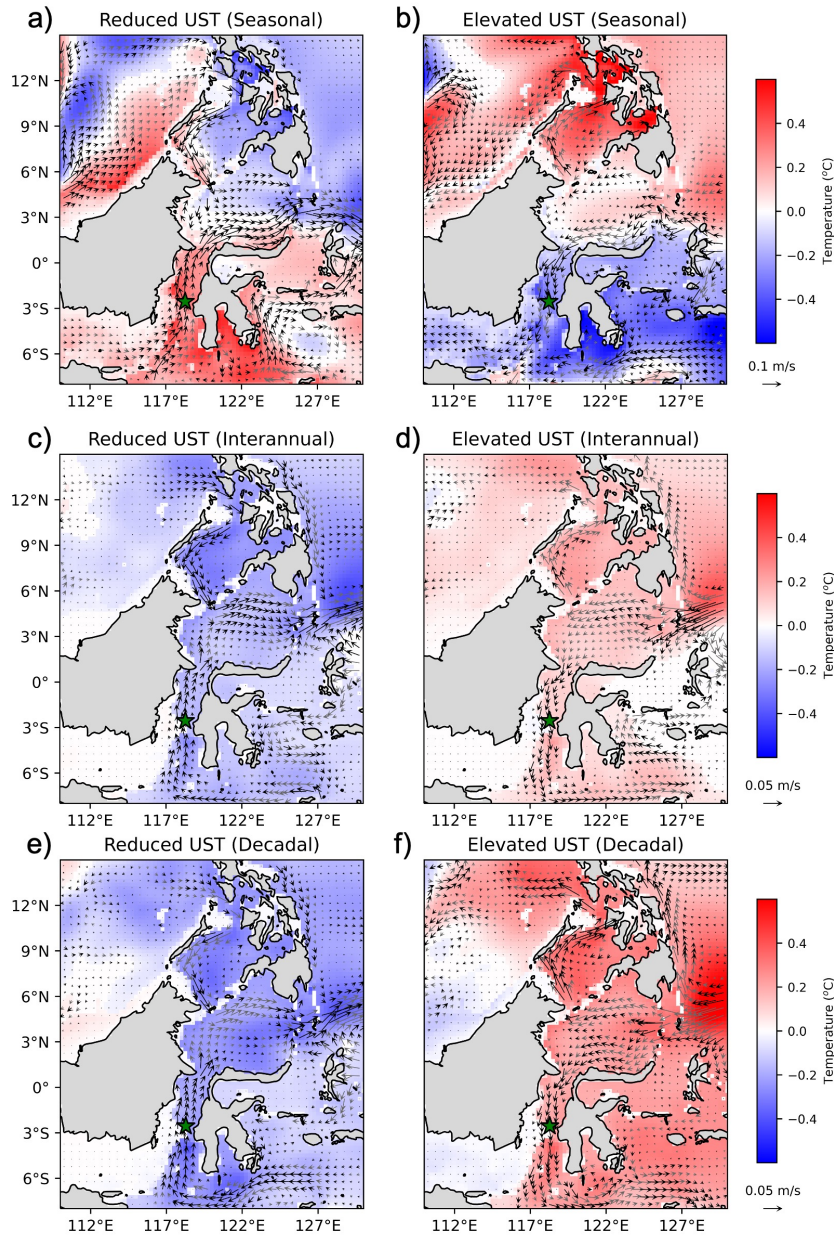 a) Reduced UST (Seasonal)
b) Elevated UST (Seasonal)
12°N
9°N
6°N
3°N
0°
3°S
6°S
112°E 117°E 122°E 127°E
112°E 117°E 122°E 127°E
0.4
0.2
0.0
−0.2
−0.4
Temperature (°C)
0.1 m/s
c) Reduced UST (Interannual)
d) Elevated UST (Interannual)
12°N
9°N
6°N
3°N
0°
3°S
6°S
112°E 117°E 122°E 127°E
112°E 117°E 122°E 127°E
0.4
0.2
0.0
−0.2
−0.4
Temperature (°C)
0.05 m/s
e) Reduced UST (Decadal)
f) Elevated UST (Decadal)
12°N
9°N
6°N
3°N
0°
3°S
6°S
112°E 117°E 122°E 127°E
112°E 117°E 122°E 127°E
0.4
0.2
0.0
−0.2
−0.4
Temperature (°C)
0.05 m/s